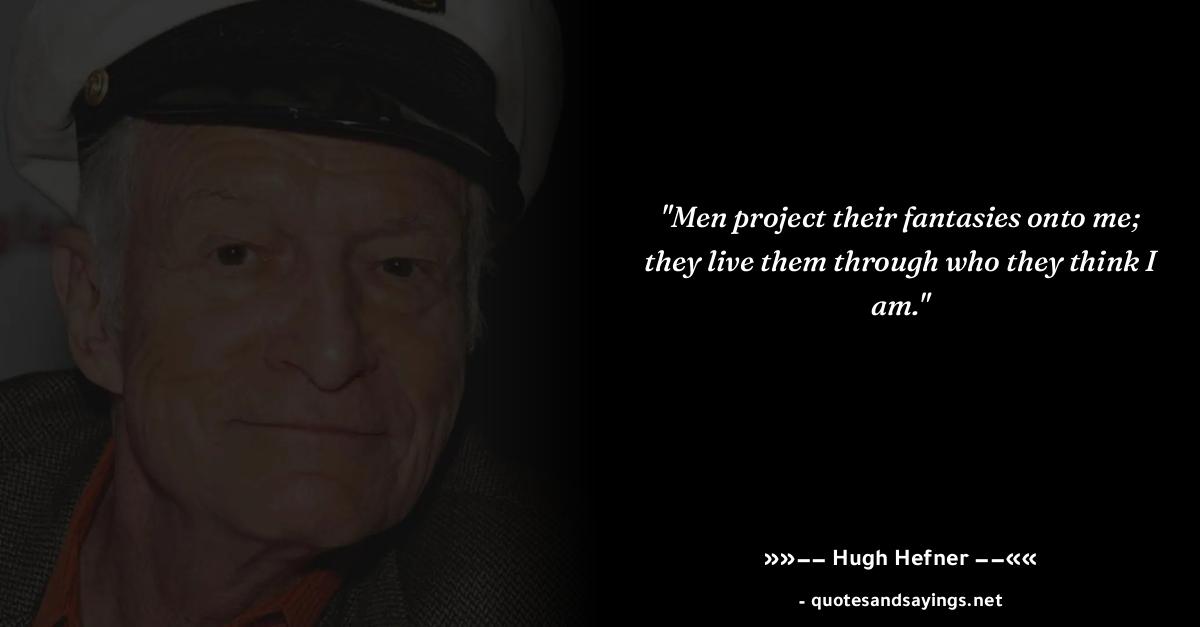 "Men project their fantasies onto me;
they live them through who they think I
am."
»»–– Hugh Hefner ––««
- quotesandsayings.net